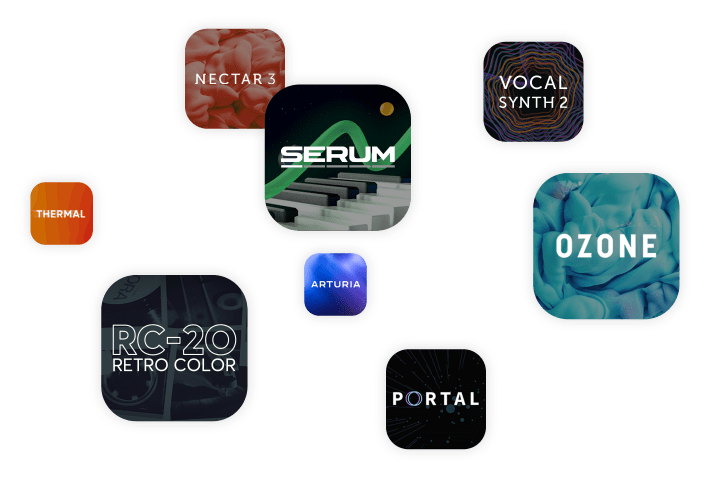 NECTAR 3
VOCAL
SYNTH 2
SERUM
THERMAL
OZONE
ARTURIA
RC-20
RETRO COLOR
PORTAL